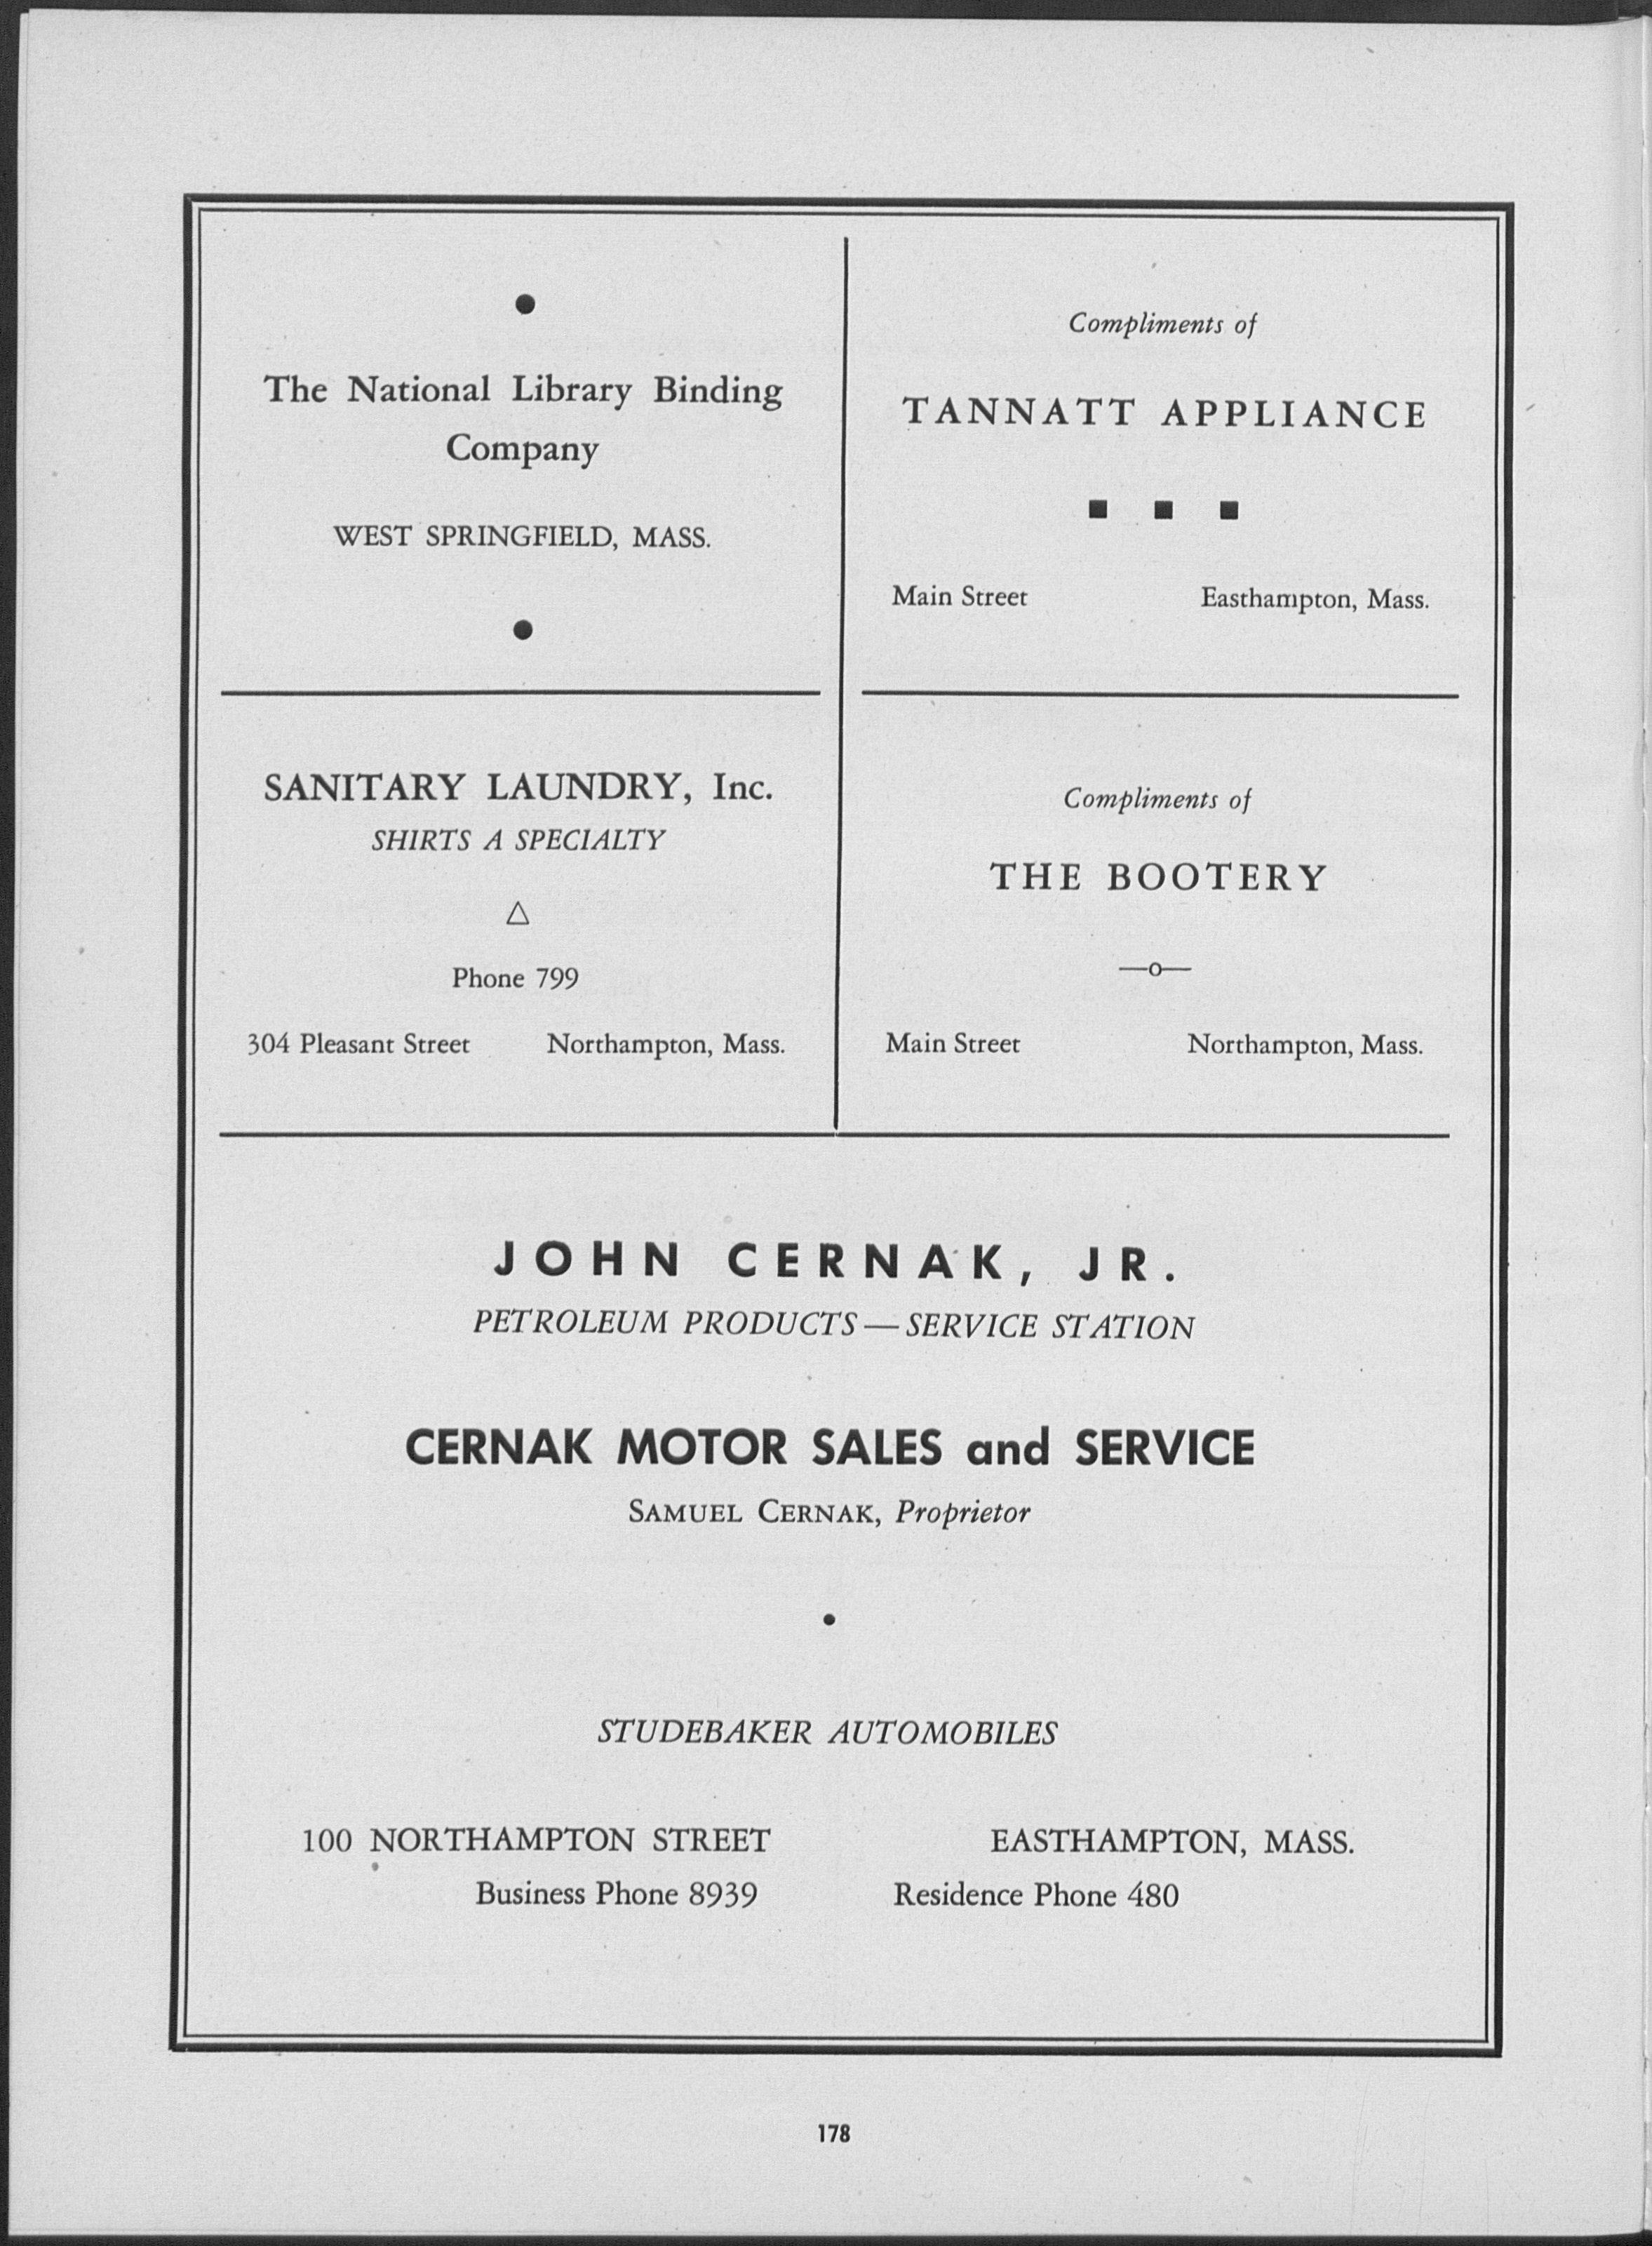 The National Library Binding
Company
WEST SPRINGFIELD, MASS.
Compliments of
TANNATT APPLIANCE
Main Street Easthampton, Mass.
SANITARY LAUNDRY, Inc.
SHIRTS A SPECIALTY
Phone 799
304 Pleasant Street Northampton, Mass.
Compliments of
THE BOOTERY
—o—
Main Street Northampton, Mass.
JOHN CERNAK, JR.
PETROLEUM PRODUCTS — SERVICE STATION
CERNAK MOTOR SALES and SERVICE
SAMUEL CERNAK, Proprietor
STUDEBAKER AUTOMOBILES
100 NORTHAMPTON STREET EASTHAMPTON, MASS.
Business Phone 8939 Residence Phone 480
178